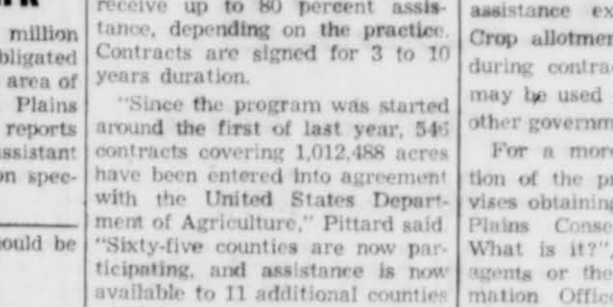 million
bligated
area of
Plains
reports
ssistant
on spec-
ould be
receive up to 80 percent assis-
tance, depending on the practice.
Contracts are signed for 3 to 10
years duration.
"Since the program was started
around the first of last year, 546
contracts covering 1,012,488 acres
have been entered into agreement
with the United States Depart-
ment of Agriculture," Pittard said.
"Sixty-five counties are now par-
ticipating, and assistance is now
available to 11 additional counties
assistance ex
Crop allotmen
during contra
may be used
other governm
For a more
tion of the pr
vises obtaining
Plains Conse
What is it?",
agents or the
mation Offic